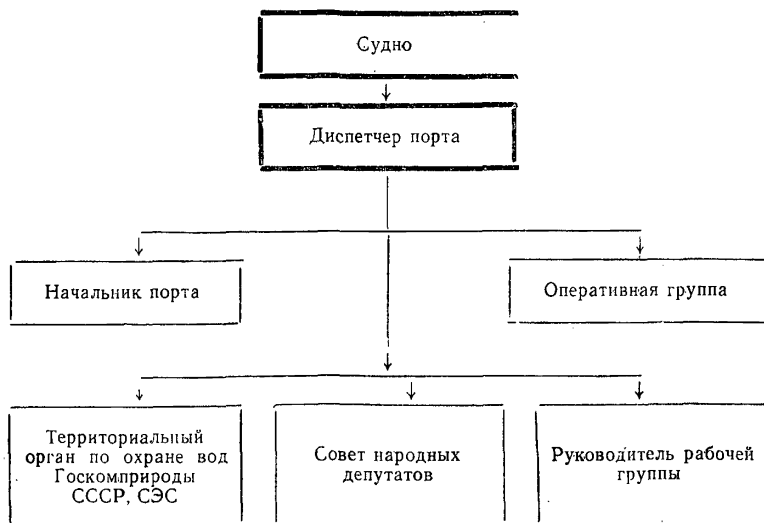 Судно
Диспетчер порта
Начальник порта
Оперативная группа
Территориальный
орган по охране вод
Госкомприроды
СССР, СЭС
Совет народных
депутатов
Руководитель рабочей
группы